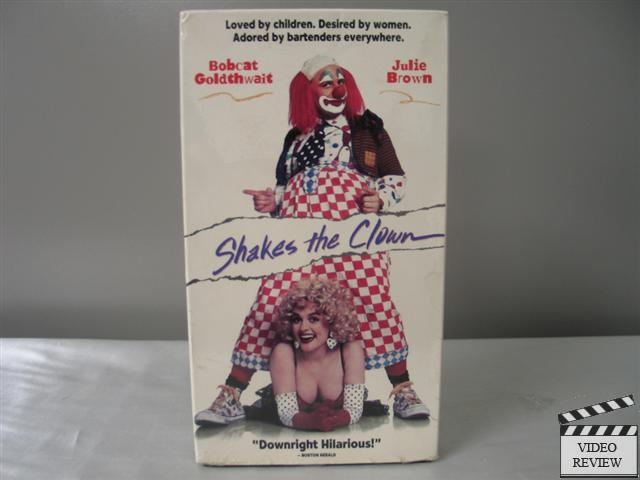 Loved by children. Desired by women.
Adored by bartenders everywhere.
Bobcat
Goldthwait
Julie
Brown
Shakes the Clown
"Downright Hilarious!"
– BOSTON HERALD
VIDEO
REVIEW